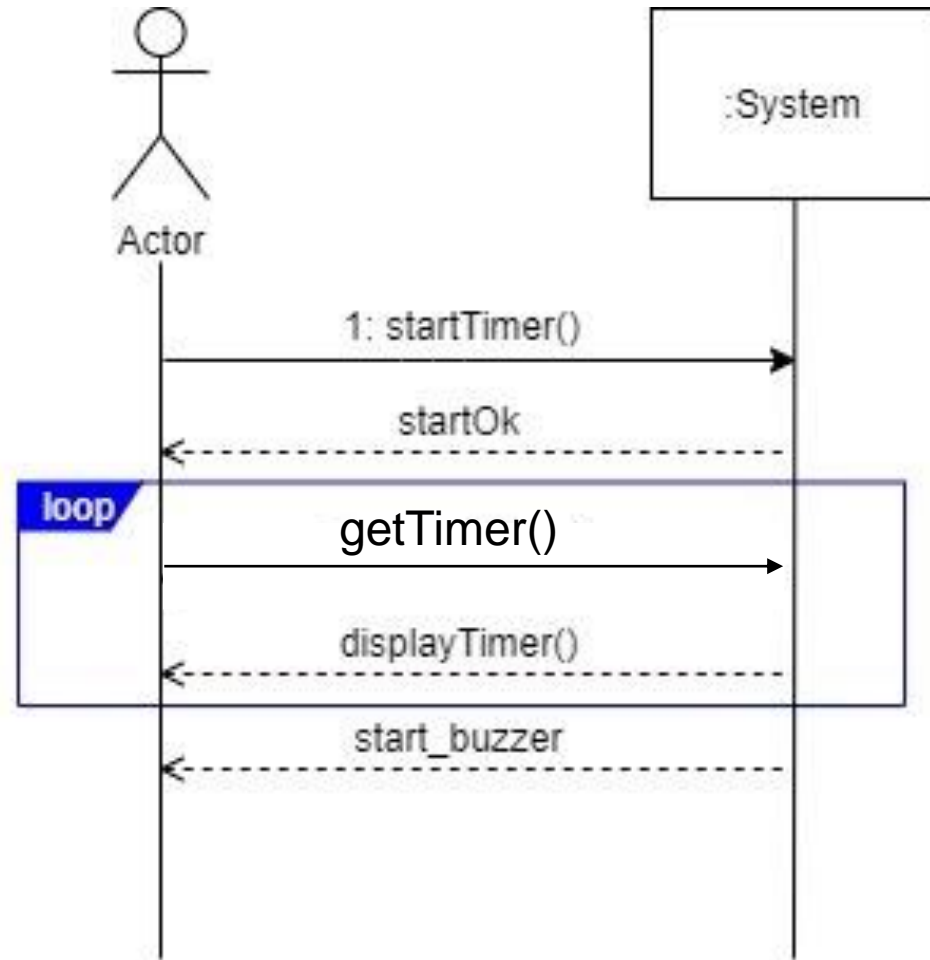 :System
Actor
1: startTimer()
startOk
loop
getTimer()
displayTimer()
start_buzzer